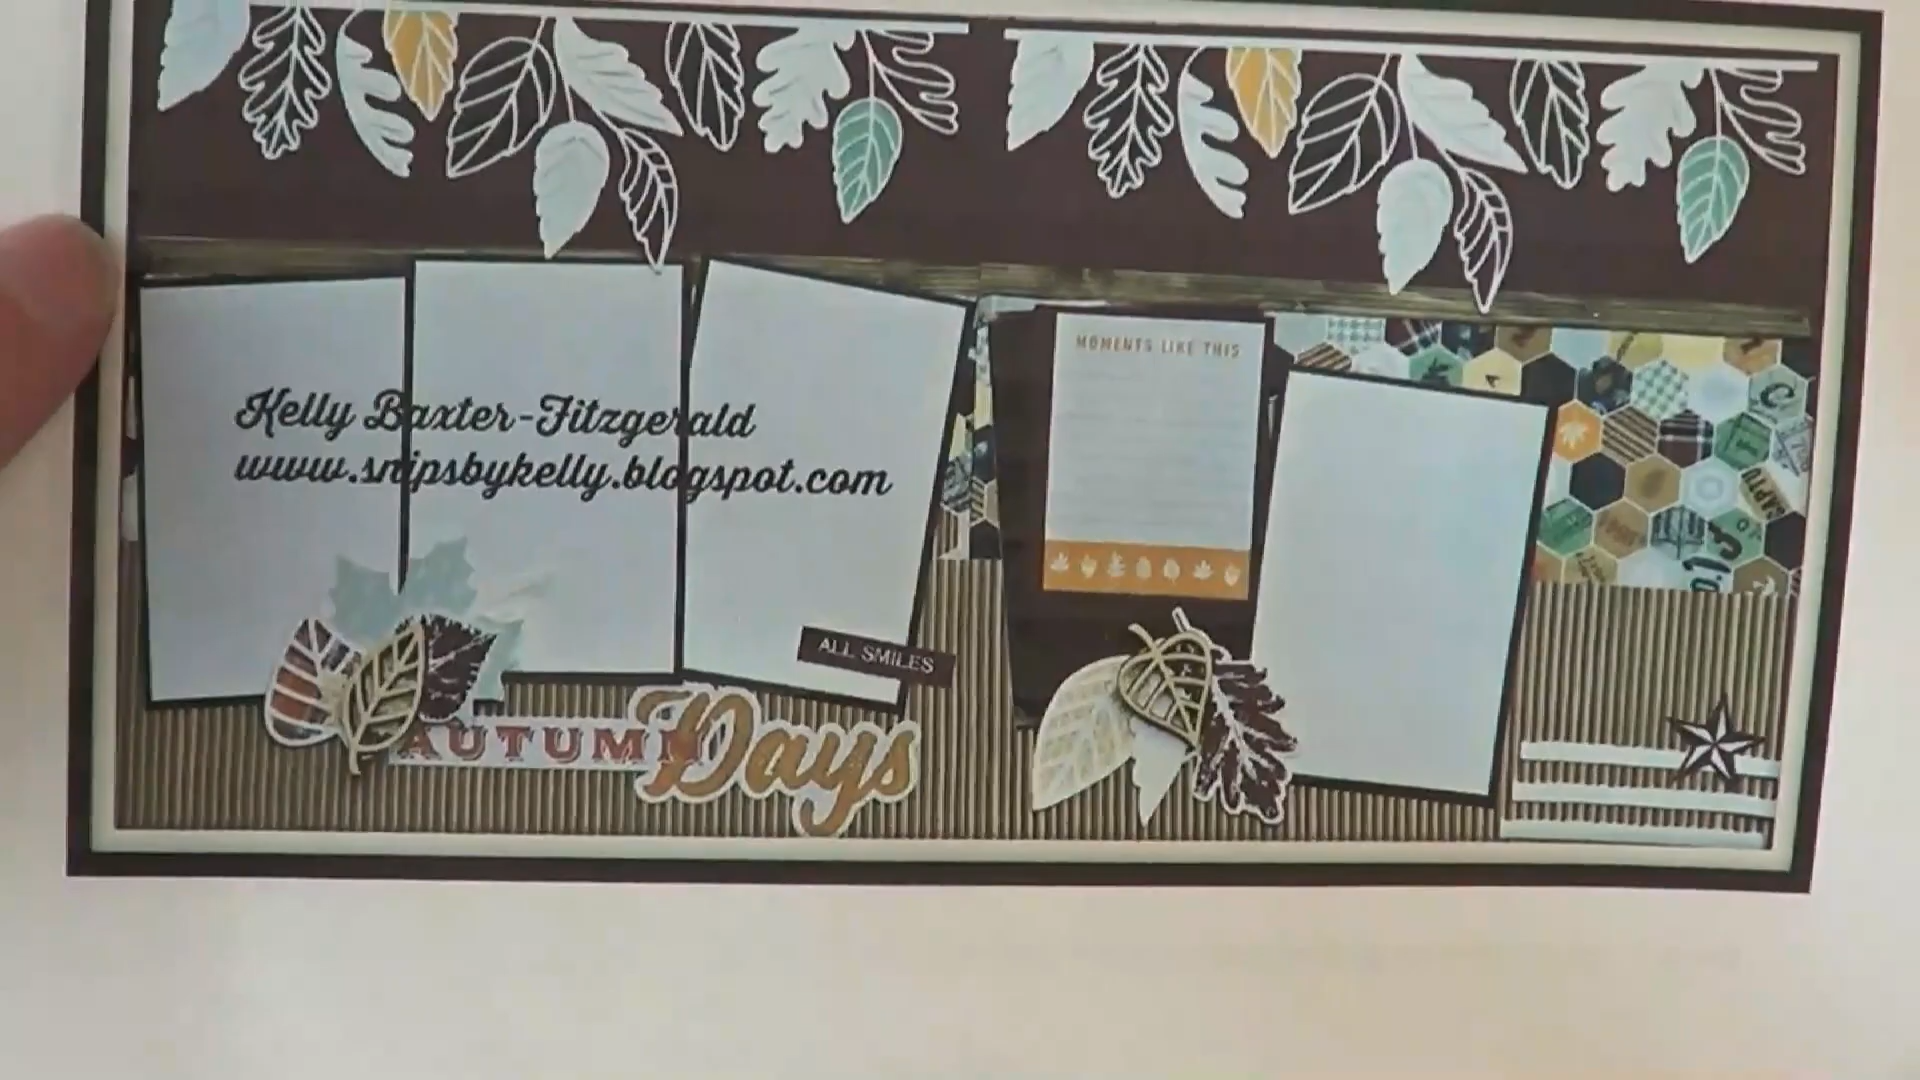 Kelly Baxter-Fitzgerald
www.snipsbykelly.blogspot.com
ALL SMILES
AUTUMN Days
MOMENTS LIKE THIS